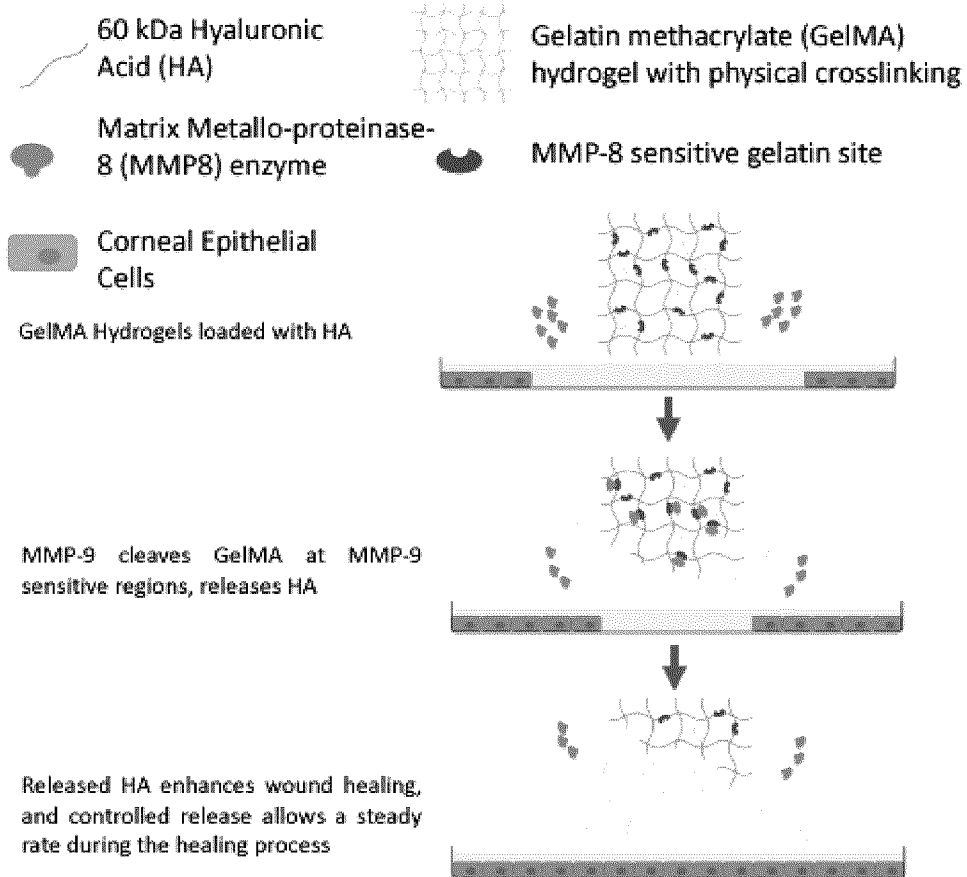 60 kDa Hyaluronic
Acid (HA)
Gelatin methacrylate (GelMA)
hydrogel with physical crosslinking
Matrix Metallo-proteinase-
8 (MMP8) enzyme
MMP-8 sensitive gelatin site
Corneal Epithelial
Cells
GelMA Hydrogels loaded with HA
MMP-9 cleaves GelMA at MMP-9
sensitive regions, releases HA
Released HA enhances wound healing,
and controlled release allows a steady
rate during the healing process